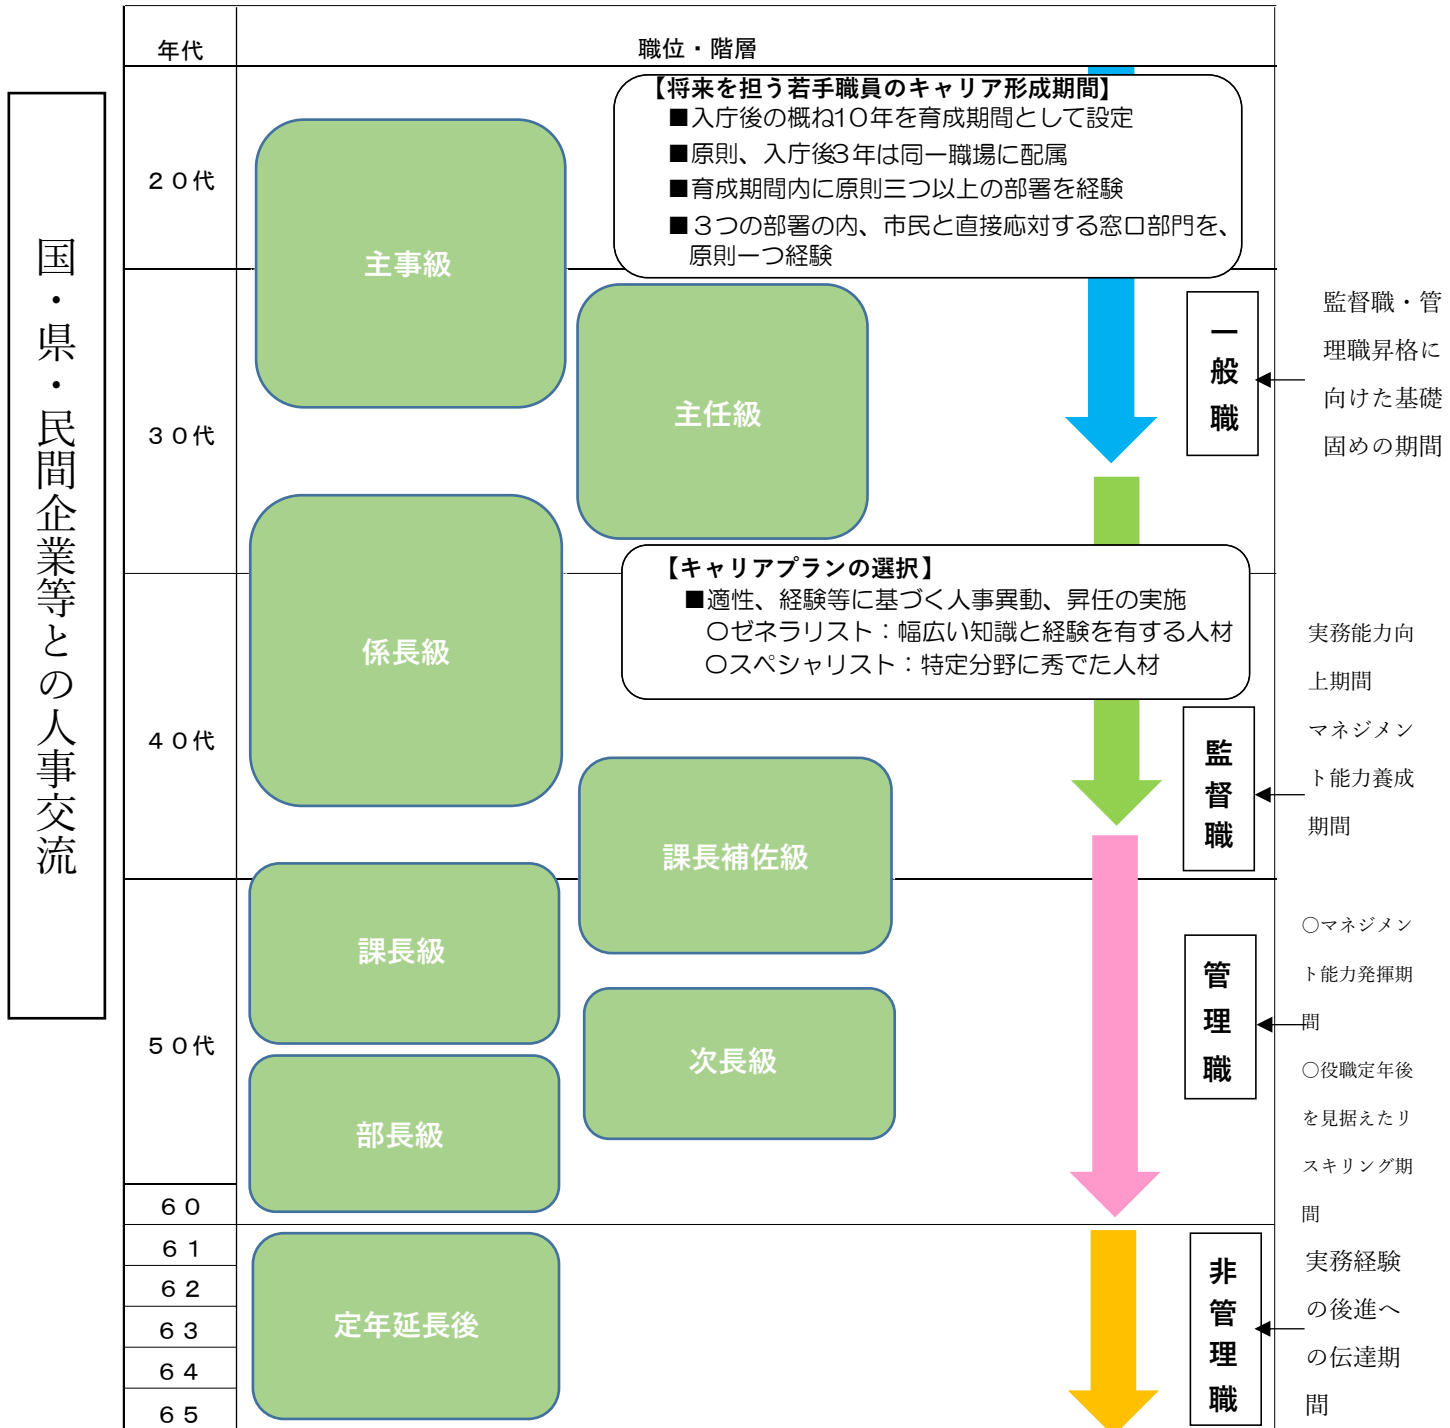 国・県・民間企業等との人事交流
年代
職位・階層
【将来を担う若手職員のキャリア形成期間】
■入庁後の概ね10年を育成期間として設定
■原則、入庁後3年は同一職場に配属
■育成期間内に原則三つ以上の部署を経験
■３つの部署の内、市民と直接応対する窓口部門を、
原則一つ経験
２０代
主事級
３０代
主任級
一般職
監督職・管
理職昇格に
向けた基礎
固めの期間
【キャリアプランの選択】
■適性、経験等に基づく人事異動、昇任の実施
〇ゼネラリスト：幅広い知識と経験を有する人材
〇スペシャリスト：特定分野に秀でた人材
係長級
４０代
課長補佐級
監督職
実務能力向
上期間
マネジメン
ト能力養成
期間
課長級
５０代
次長級
部長級
管理職
〇マネジメン
ト能力発揮期
間
〇役職定年後
を見据えたリ
スキリング期
間
６０
６１
６２
６３
６４
６５
定年延長後
非管理職
実務経験
の後進へ
の伝達期
間